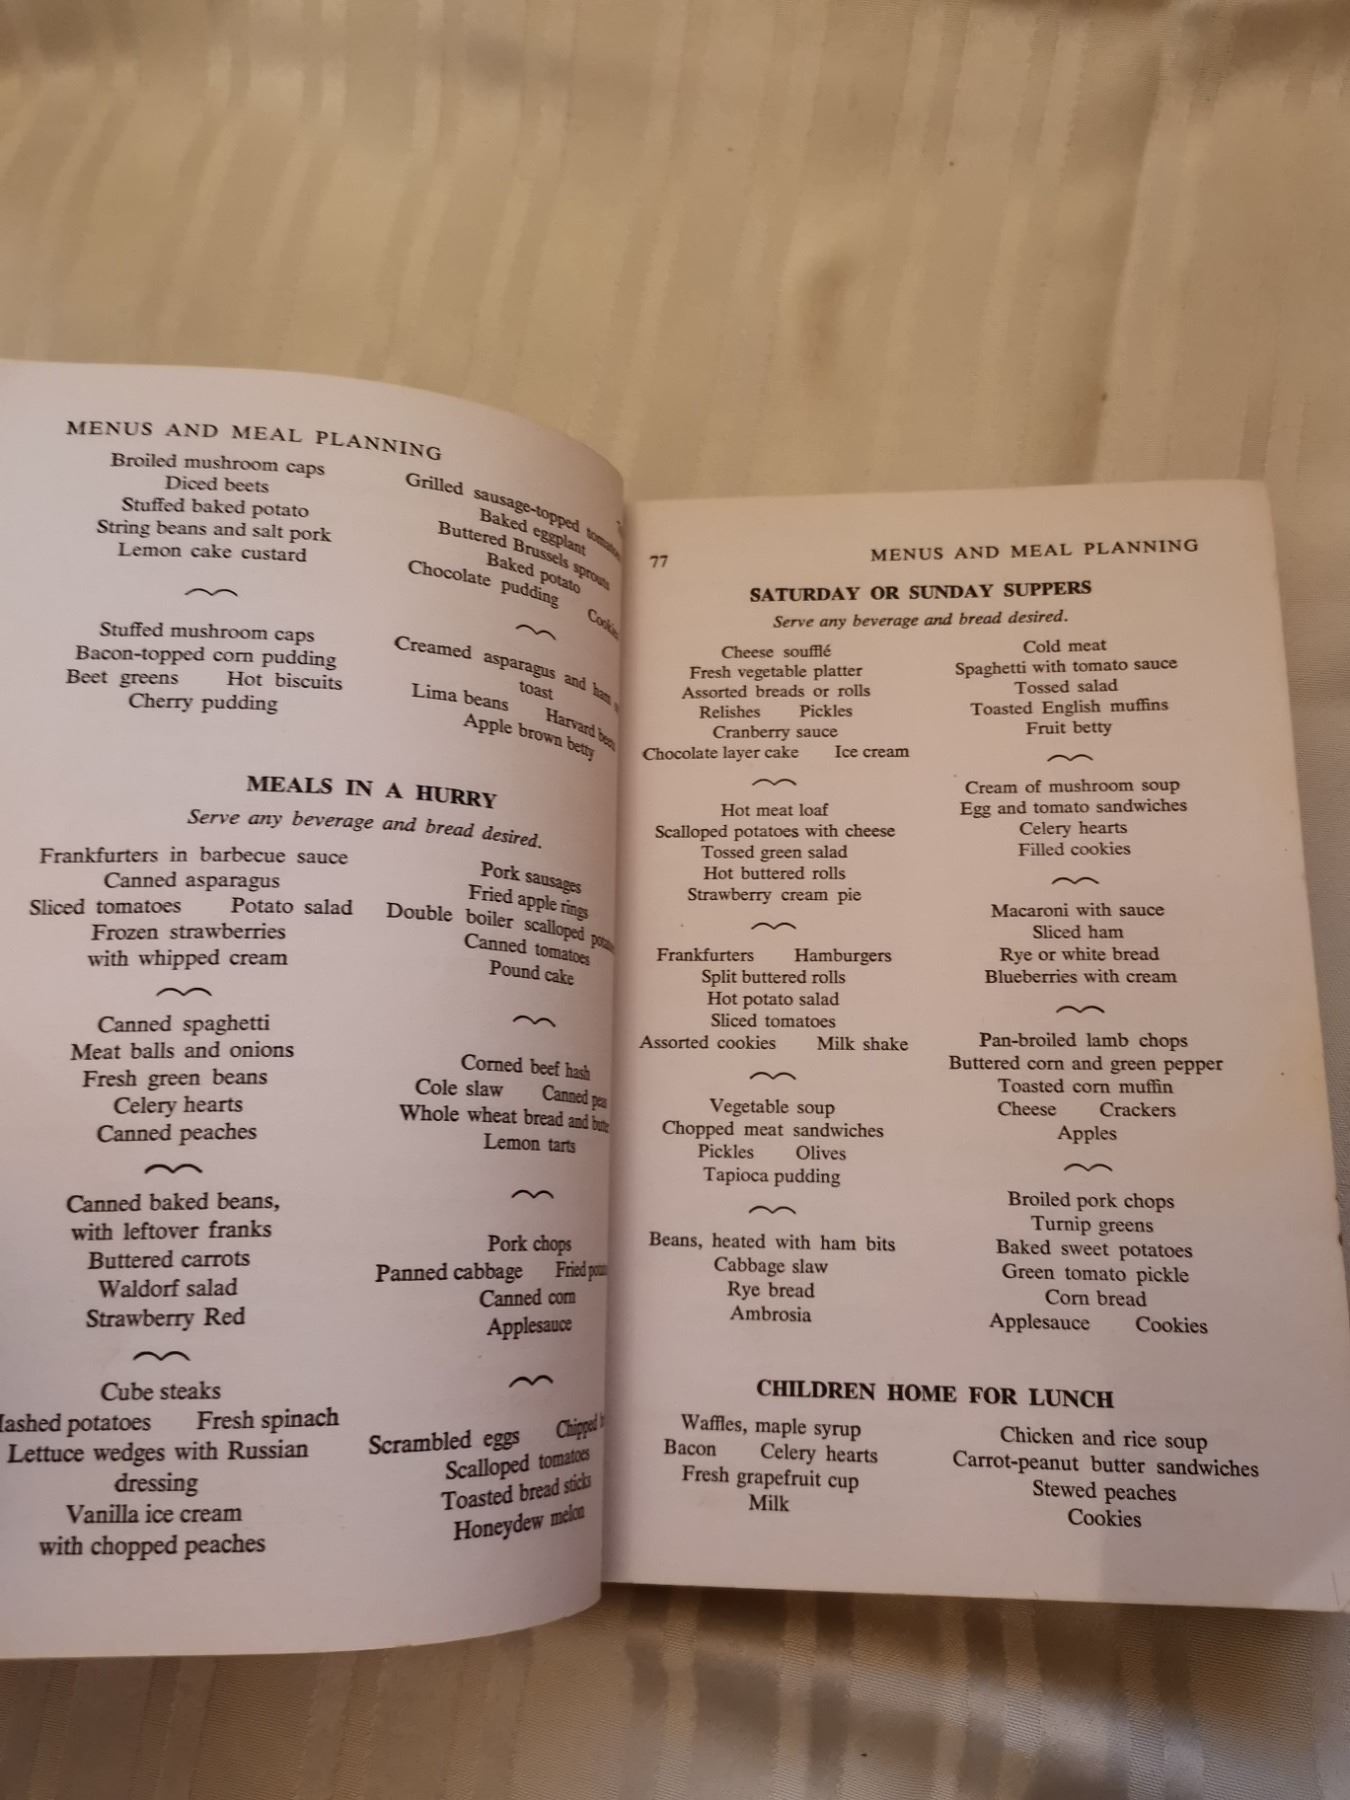 MENUS AND MEAL PLANNING
Broiled mushroom caps
Diced beets
Stuffed baked potato
String beans and salt pork
Lemon cake custard
Stuffed mushroom caps
Bacon-topped corn pudding
Beet greens Hot biscuits
Cherry pudding
Grilled sausage-topped
Baked eggplant
Buttered Brussels sprouts
Baked potato
Chocolate pudding
Creamed asparagus and ham
toast
Lima beans Harvard
Apple brown betty
MEALS IN A HURRY
Serve any beverage and bread desired.
Frankfurters in barbecue sauce
Canned asparagus
Sliced tomatoes Potato salad
Frozen strawberries
with whipped cream
Canned spaghetti
Meat balls and onions
Fresh green beans
Celery hearts
Canned peaches
Canned baked beans,
with leftover franks
Buttered carrots
Waldorf salad
Strawberry Red
Cube steaks
potatoes Fresh spinach
Lettuce wedges with Russian
dressing
Vanilla ice cream
with chopped peaches
Pork sausages
Fried apple rings
Double boiler scalloped
Canned tomatoes
Pound cake
Corned beef hash
Cole slaw Canned
Whole wheat bread and
Lemon tarts
Pork chops
Panned cabbage Fried
Canned corn
Applesauce
Scrambled eggs Chipped
Scalloped tomatoes
Toasted bread sticks
Honeydew melon
77 MENUS AND MEAL PLANNING
SATURDAY OR SUNDAY SUPPERS
Serve any beverage and bread desired.
Cheese soufflé
Fresh vegetable platter
Assorted breads or rolls
Relishes Pickles
Cranberry sauce
Chocolate layer cake Ice cream
Hot meat loaf
Scalloped potatoes with cheese
Tossed green salad
Hot buttered rolls
Strawberry cream pie
Frankfurters Hamburgers
Split buttered rolls
Hot potato salad
Sliced tomatoes
Assorted cookies Milk shake
Vegetable soup
Chopped meat sandwiches
Pickles Olives
Tapioca pudding
Beans, heated with ham bits
Cabbage slaw
Rye bread
Ambrosia
Cold meat
Spaghetti with tomato sauce
Tossed salad
Toasted English muffins
Fruit betty
Cream of mushroom soup
Egg and tomato sandwiches
Celery hearts
Filled cookies
Macaroni with sauce
Sliced ham
Rye or white bread
Blueberries with cream
Pan-broiled lamb chops
Buttered corn and green pepper
Toasted corn muffin
Cheese Crackers
Apples
Broiled pork chops
Turnip greens
Baked sweet potatoes
Green tomato pickle
Corn bread
Applesauce Cookies
CHILDREN HOME FOR LUNCH
Waffles, maple syrup
Bacon Celery hearts
Fresh grapefruit cup
Milk
Chicken and rice soup
Carrot-peanut butter sandwiches
Stewed peaches
Cookies